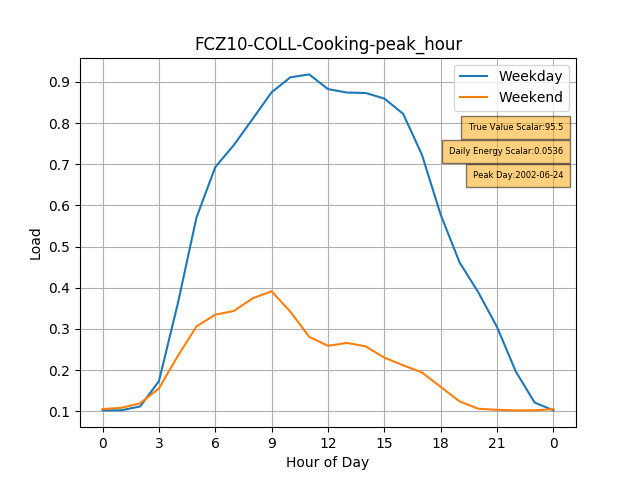 FCZ10-COLL-Cooking-peak_hour
Weekday
Weekend
True Value Scalar:95.5
Daily Energy Scalar:0.0536
Peak Day:2002-06-24
Load
0.9
0.8
0.7
0.6
0.5
0.4
0.3
0.2
0.1
0 3 6 9 12 15 18 21 0
Hour of Day